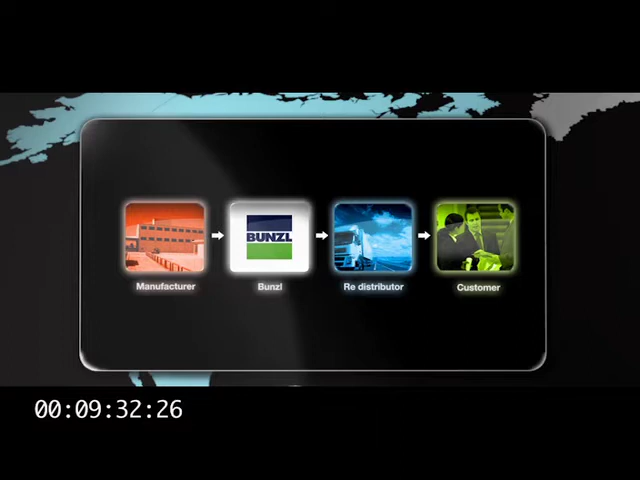 BUNZL
Manufacturer
Bunzl
Re distributor
Customer
00:09:32:26